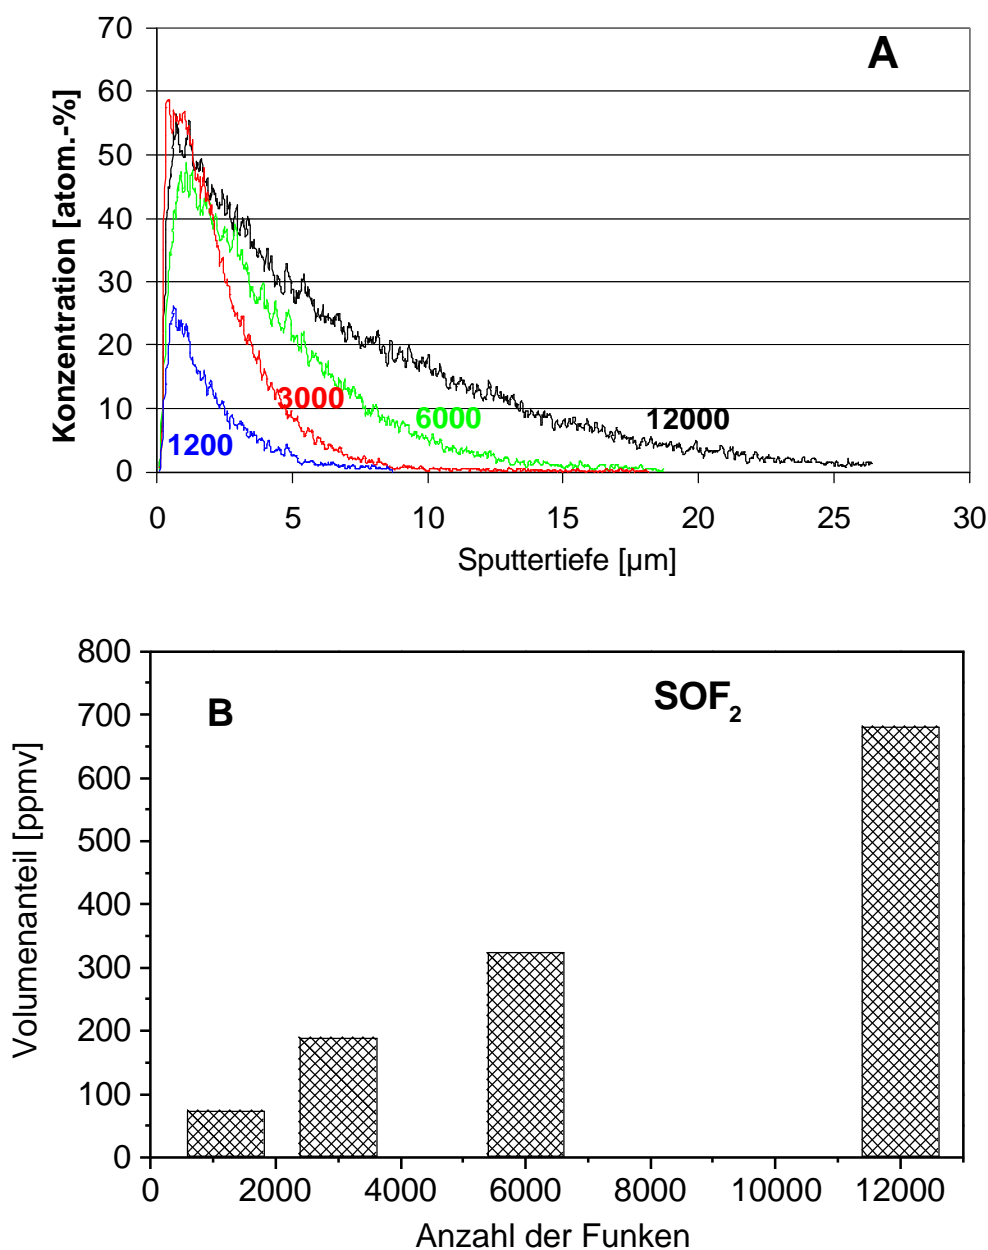 A
Konzentration [atom.-%]
70
60
50
40
30
20
10
0
3000
6000
12000
1200
0 5 10 15 20 25 30
Sputtertiefe [µm]
B
SOF2
Volumenanteil [ppmv]
800
700
600
500
400
300
200
100
0
0 2000 4000 6000 8000 10000 12000
Anzahl der Funken